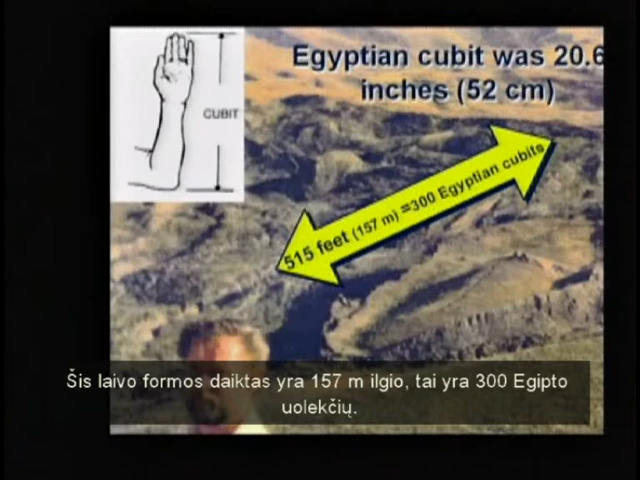 Egyptian cubit was 20.6
inches (52 cm)
CUBIT
515 feet (157 m) =300 Egyptian cubits
Šis laivo formos daiktas yra 157 m ilgio, tai yra 300 Egipto
uolekčių.